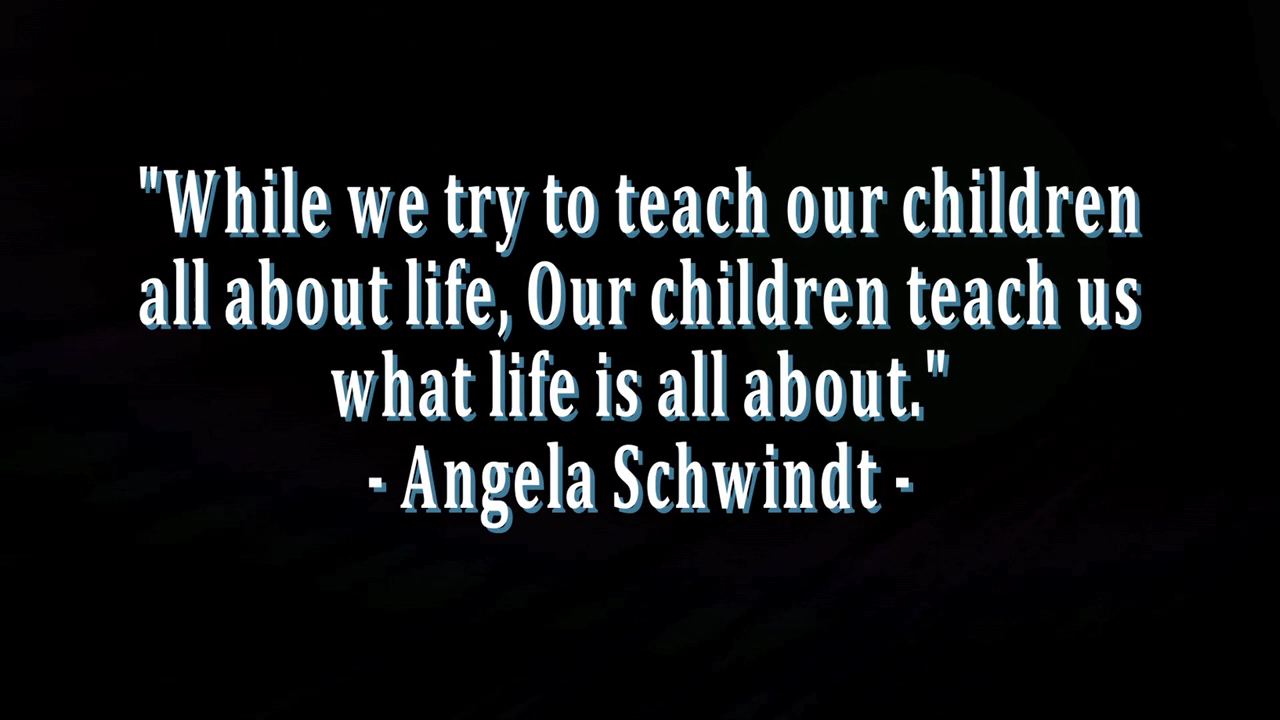 "While we try to teach our children
all about life, Our children teach us
what life is all about."
- Angela Schwindt -